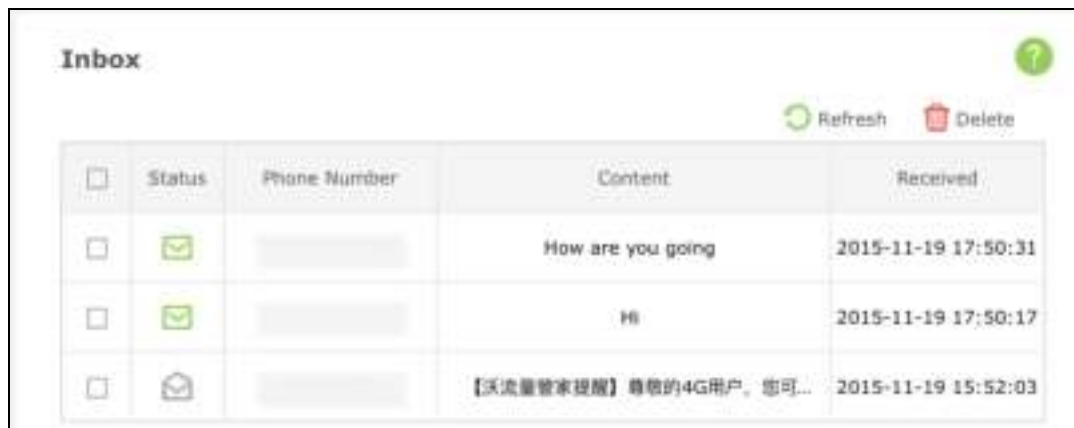 Inbox
?
Refresh Delete
Status Phone Number Content Received
How are you going 2015-11-19 17:50:31
Hi 2015-11-19 17:50:17
【沃流量管家提醒】尊敬的4G用户，您可... 2015-11-19 15:52:03